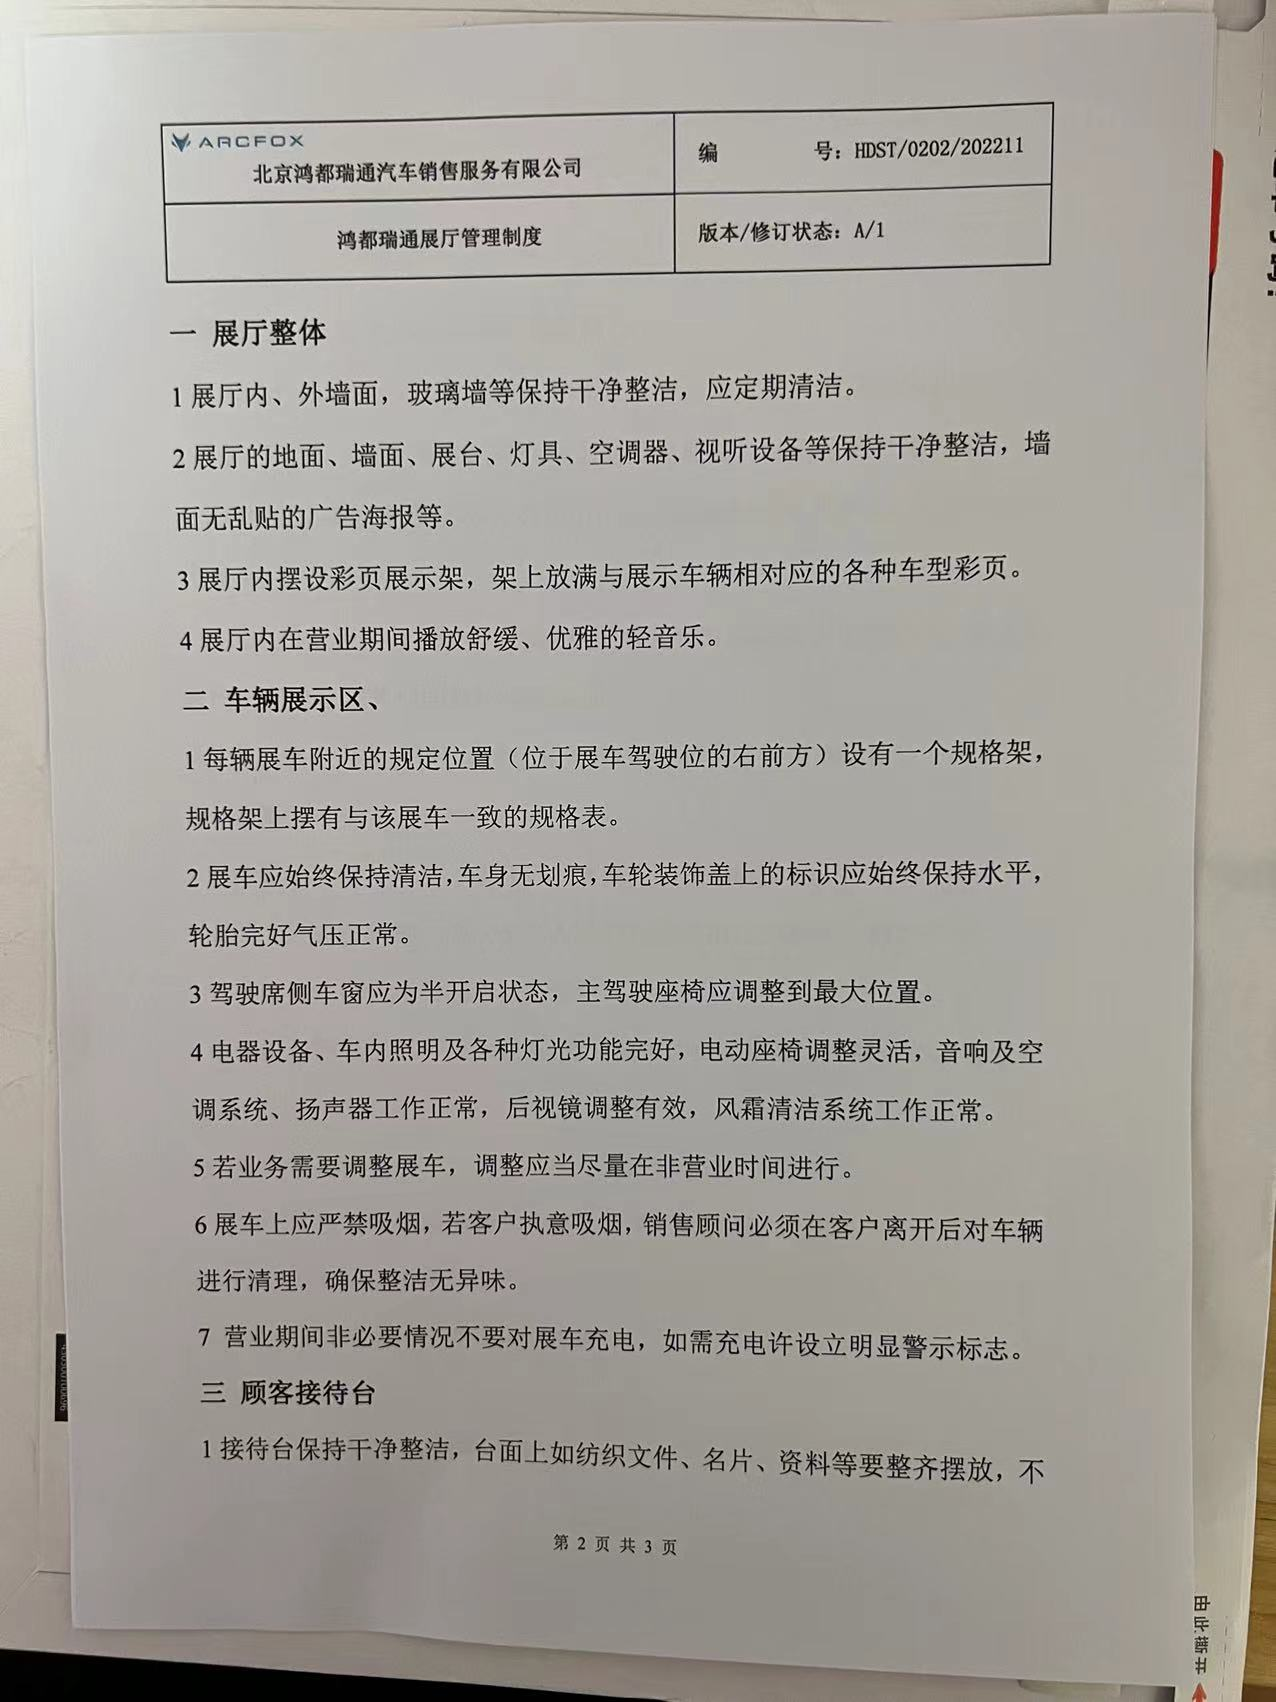 ARCFOX
北京鸿都瑞通汽车销售服务有限公司
编 号：HDST/0202/202211
鸿都瑞通展厅管理制度
版本/修订状态：A/1
一 展厅整体
1 展厅内、外墙面，玻璃墙等保持干净整洁，应定期清洁。
2 展厅的地面、墙面、展台、灯具、空调器、视听设备等保持干净整洁，墙
面无乱贴的广告海报等。
3 展厅内摆设彩页展示架，架上放满与展示车辆相对应的各种车型彩页。
4 展厅内在营业期间播放舒缓、优雅的轻音乐。
二 车辆展示区、
1 每辆展车附近的规定位置（位于展车驾驶位的右前方）设有一个规格架，
规格架上摆有与该展车一致的规格表。
2 展车应始终保持清洁，车身无划痕，车轮装饰盖上的标识应始终保持水平，
轮胎完好气压正常。
3 驾驶席侧车窗应为半开启状态，主驾驶座椅应调整到最大位置。
4 电器设备、车内照明及各种灯光功能完好，电动座椅调整灵活，音响及空
调系统、扬声器工作正常，后视镜调整有效，风霜清洁系统工作正常。
5 若业务需要调整展车，调整应当尽量在非营业时间进行。
6 展车上应严禁吸烟，若客户执意吸烟，销售顾问必须在客户离开后对车辆
进行清理，确保整洁无异味。
7 营业期间非必要情况不要对展车充电，如需充电许设立明显警示标志。
三 顾客接待台
1 接待台保持干净整洁，台面上如纺织文件、名片、资料等要整齐摆放，不
第 2 页 共 3 页